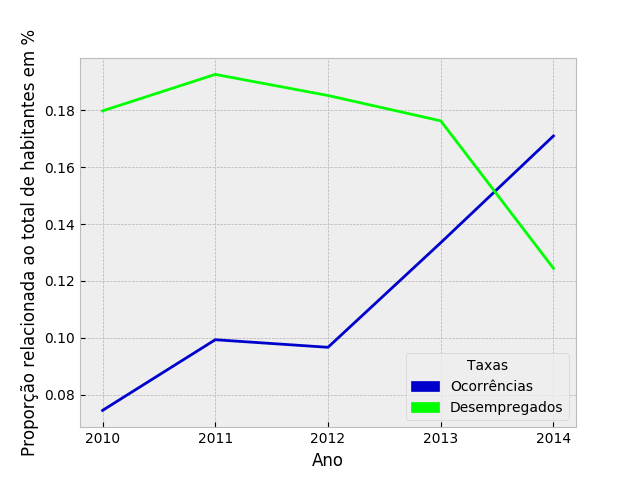 Proporção relacionada ao total de habitantes em %
0.18
0.16
0.14
0.12
0.10
0.08
Taxas
Ocorrências
Desempregados
2010 2011 2012 2013 2014
Ano